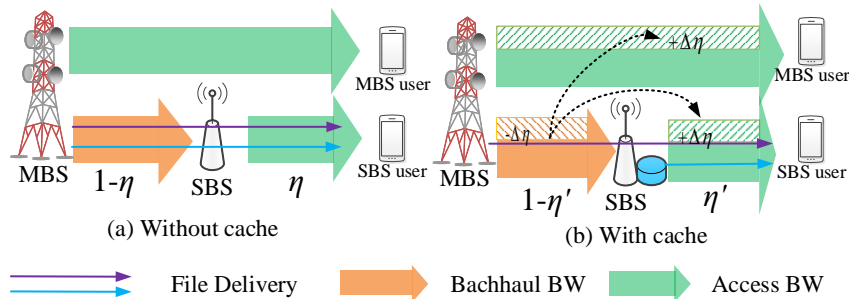 +Δη
MBS user
MBS user
-Δη
+Δη
MBS
1-η
SBS
η
SBS user
MBS
1-η'
SBS
η'
SBS user
(a) Without cache
(b) With cache
File Delivery
Bachhaul BW
Access BW